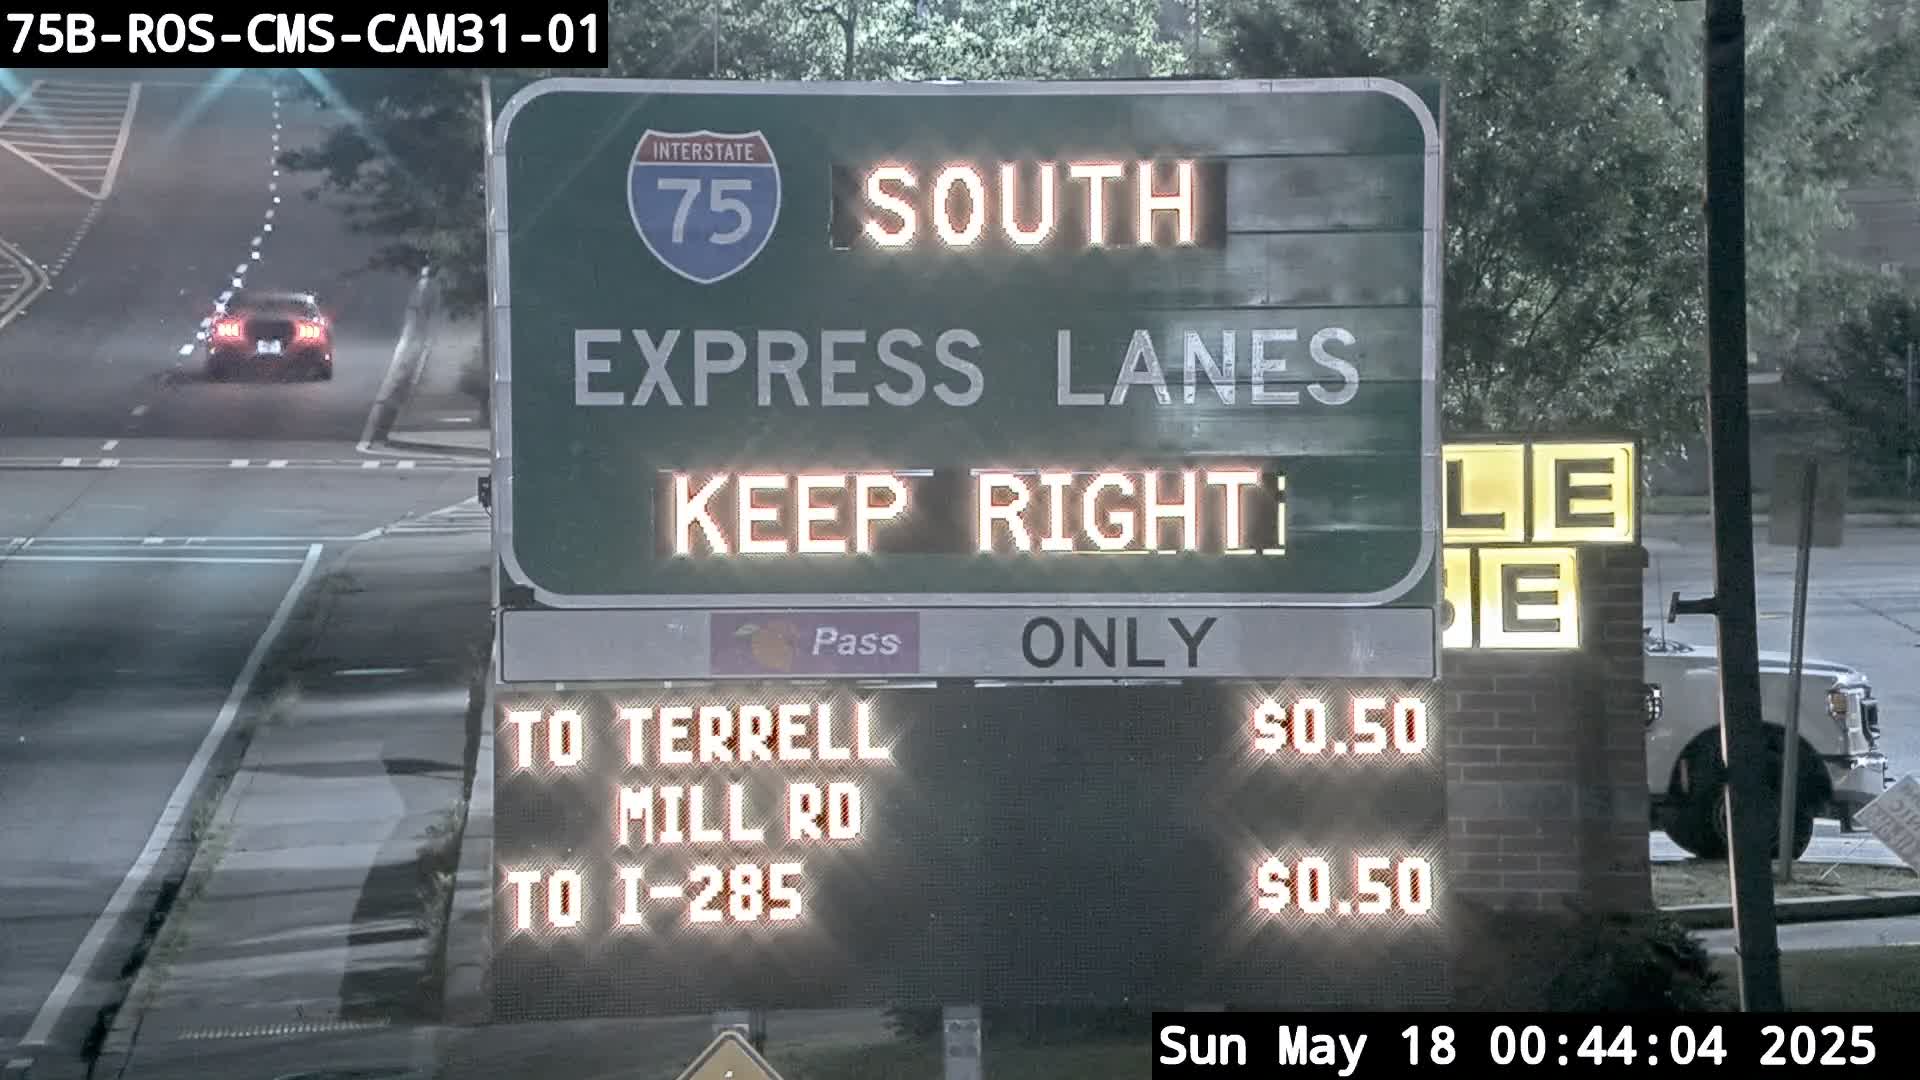 75B-ROS-CMS-CAM31-01
INTERSTATE
75
SOUTH
EXPRESS LANES
KEEP RIGHT
Pass ONLY
TO TERRELL $0.50
MILL RD
TO I-285 $0.50
LE
E
Sun May 18 00:44:04 2025